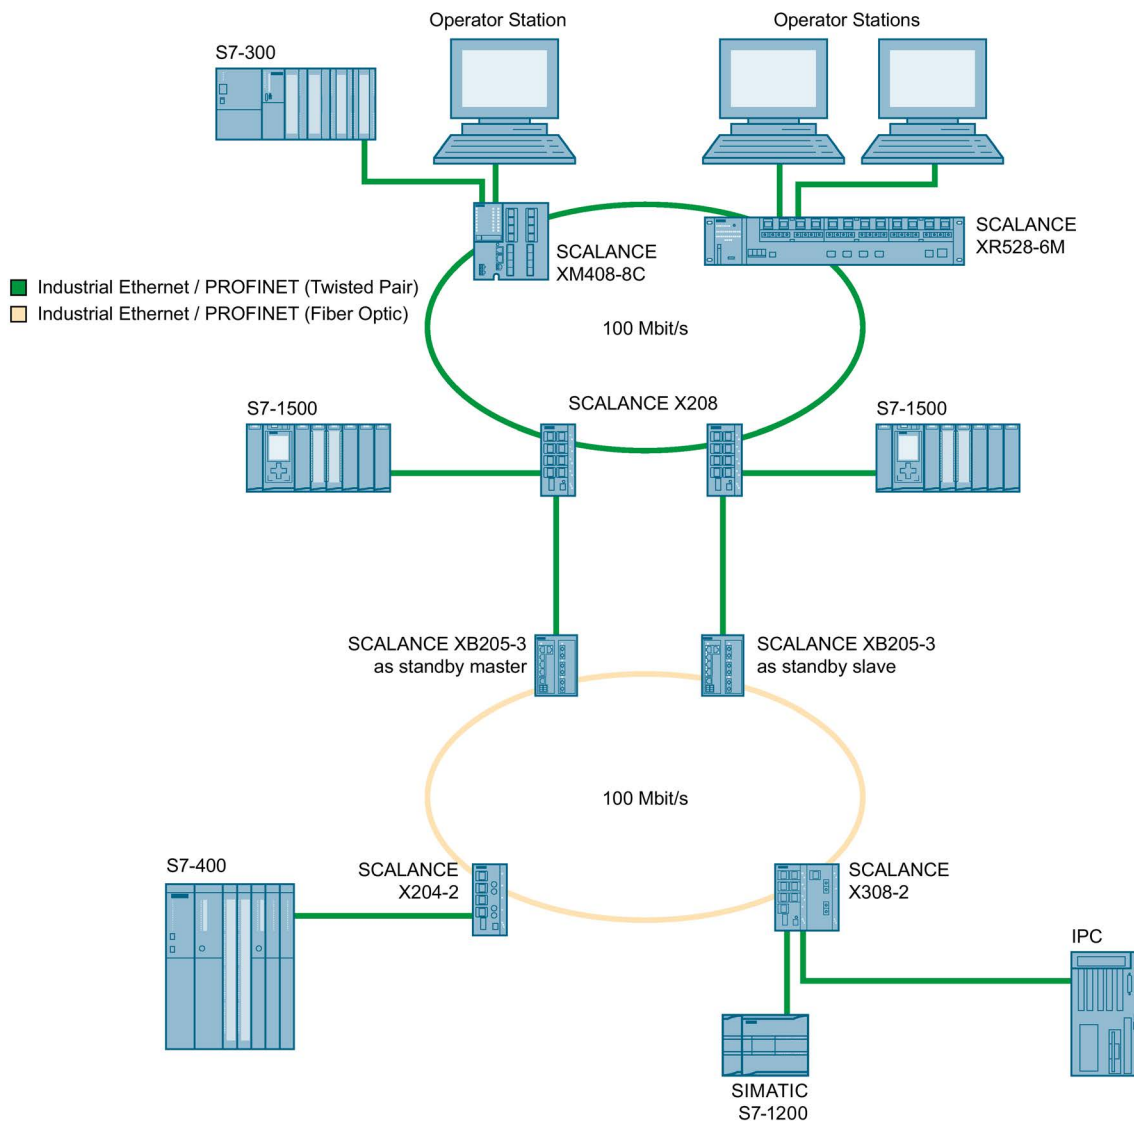 Operator Station
Operator Stations
S7-300
SCALANCE
XR528-6M
SCALANCE
XM408-8C
Industrial Ethernet / PROFINET (Twisted Pair)
Industrial Ethernet / PROFINET (Fiber Optic)
100 Mbit/s
SCALANCE X208
S7-1500
S7-1500
SCALANCE XB205-3
as standby master
SCALANCE XB205-3
as standby slave
100 Mbit/s
S7-400
SCALANCE
X204-2
SCALANCE
X308-2
IPC
SIMATIC
S7-1200